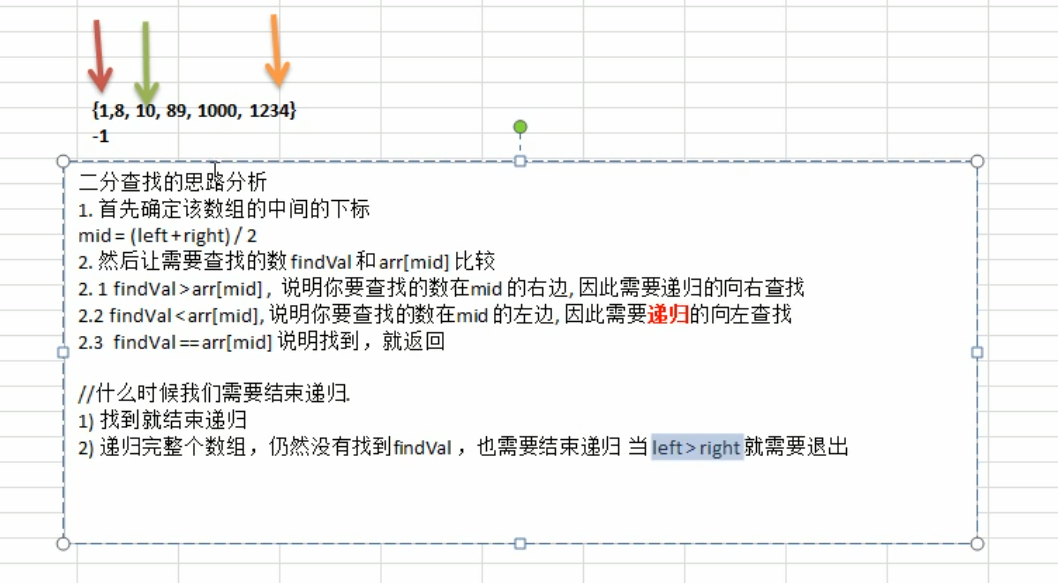 {1,8, 10, 89, 1000, 1234}
-1
二分查找的思路分析
1. 首先确定该数组的中间的下标
mid = (left + right) / 2
2. 然后让需要查找的数 findVal 和 arr[mid] 比较
2. 1 findVal > arr[mid] ,  说明你要查找的数在mid 的右边, 因此需要递归的向右查找
2.2 findVal < arr[mid], 说明你要查找的数在mid 的左边, 因此需要递归的向左查找
2.3  findVal == arr[mid] 说明找到，就返回
//什么时候我们需要结束递归.
1) 找到就结束递归
2) 递归完整个数组，仍然没有找到findVal ，也需要结束递归 当 left > right 就需要退出